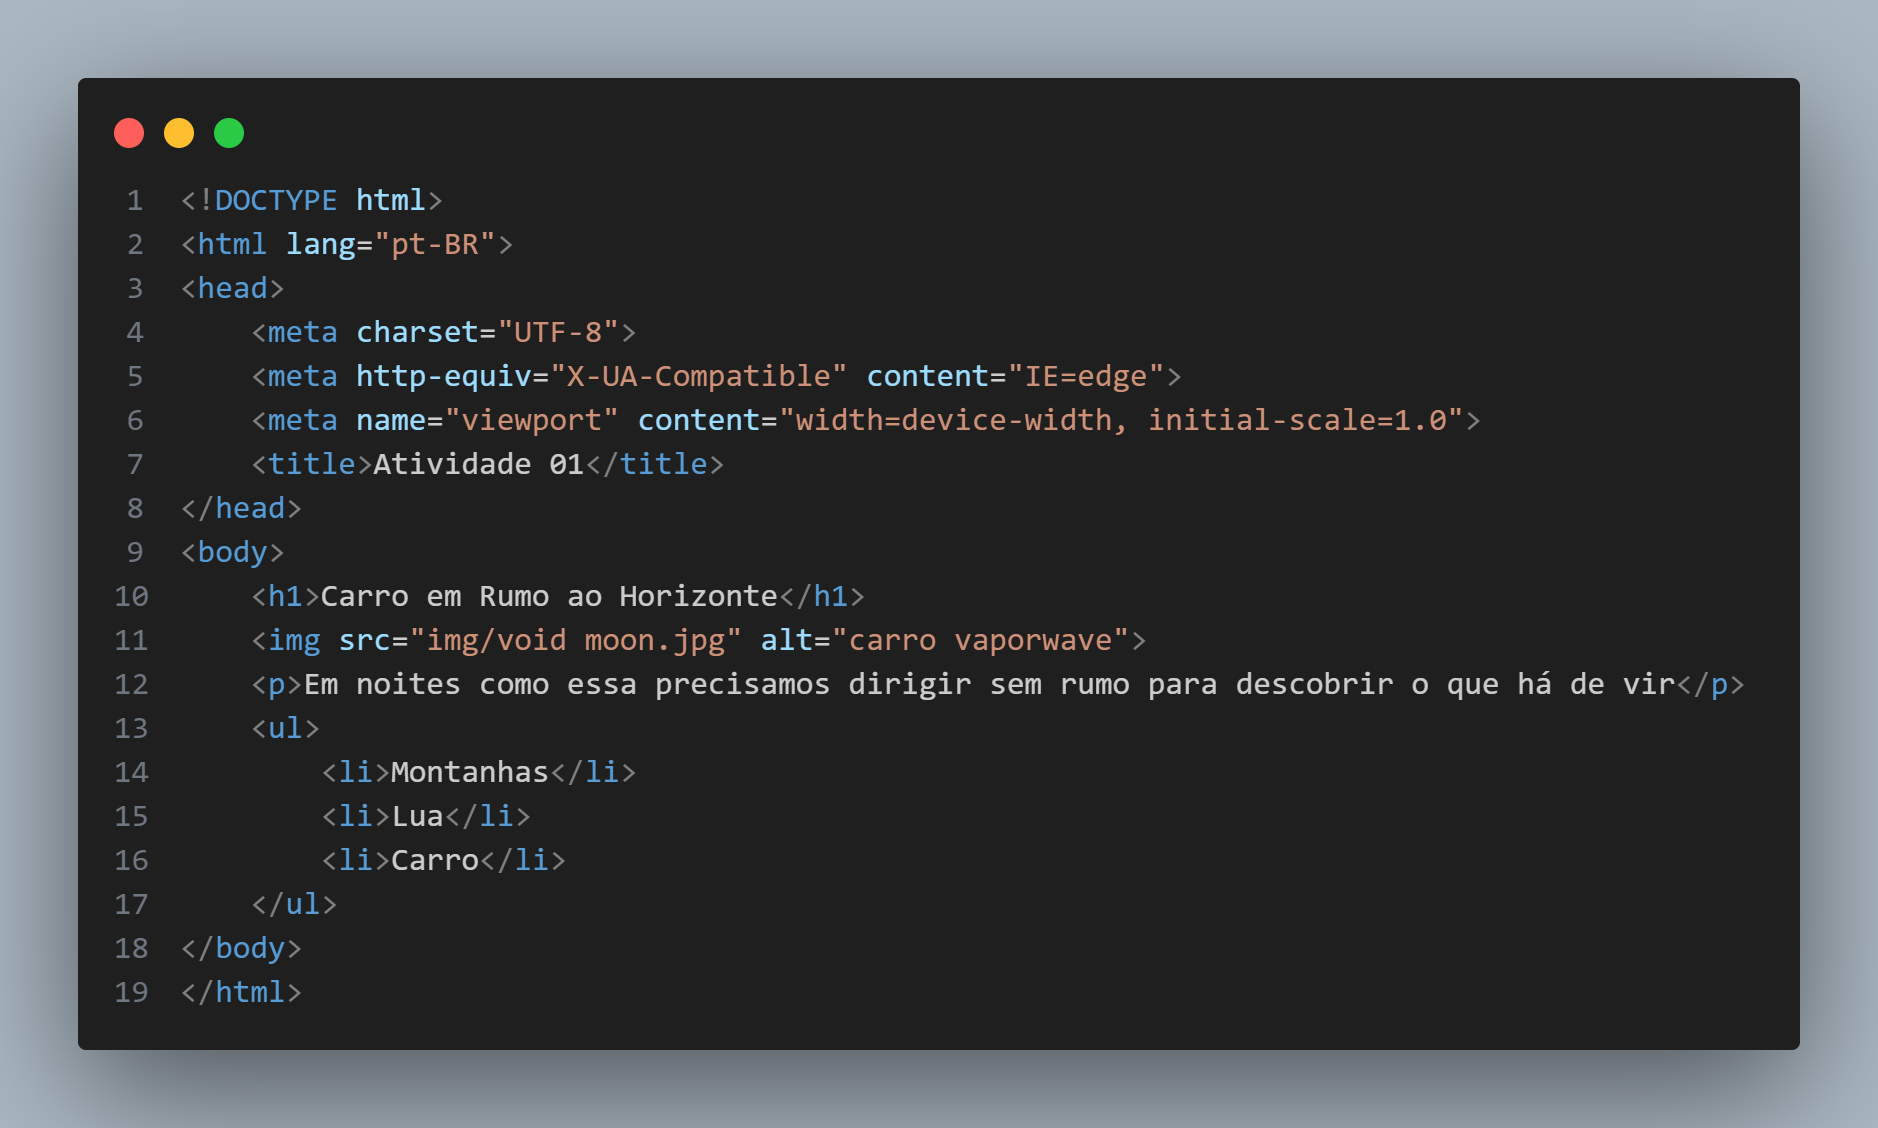 1 <!DOCTYPE html>
2 <html lang="pt-BR">
3 <head>
4     <meta charset="UTF-8">
5     <meta http-equiv="X-UA-Compatible" content="IE=edge">
6     <meta name="viewport" content="width=device-width, initial-scale=1.0">
7     <title>Atividade 01</title>
8 </head>
9 <body>
10     <h1>Carro em Rumo ao Horizonte</h1>
11     <img src="img/void moon.jpg" alt="carro vaporwave">
12     <p>Em noites como essa precisamos dirigir sem rumo para descobrir o que há de vir</p>
13     <ul>
14         <li>Montanhas</li>
15         <li>Lua</li>
16         <li>Carro</li>
17     </ul>
18 </body>
19 </html>